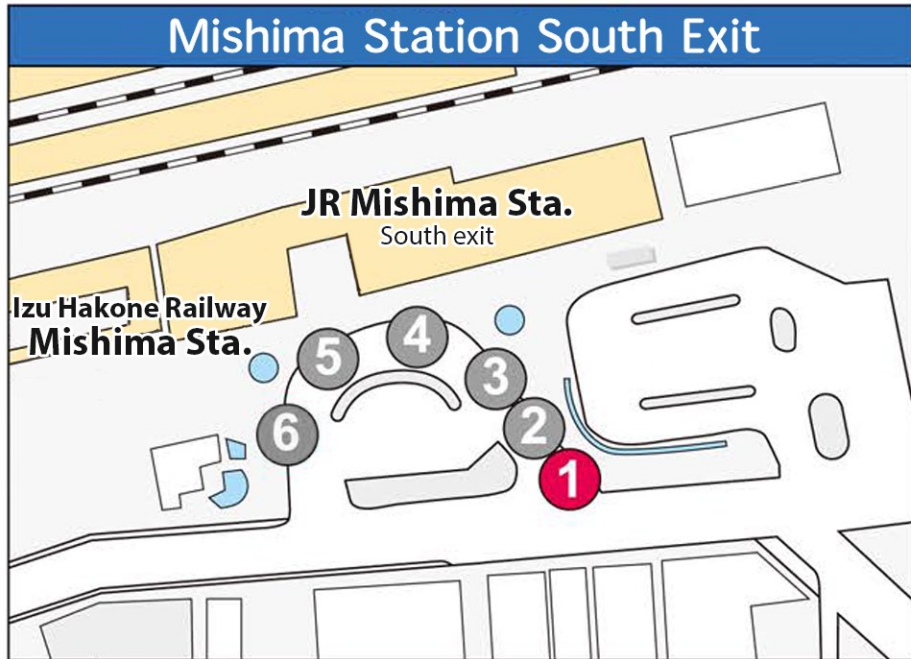 Mishima Station South Exit
JR Mishima Sta.
South exit
Izu Hakone Railway
Mishima Sta.
4
5
3
2
6
1